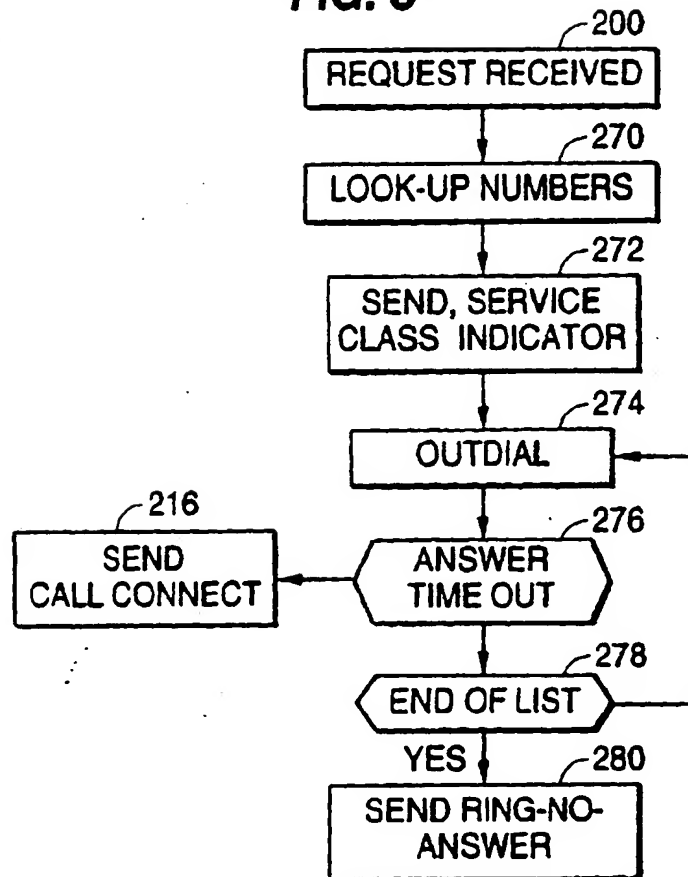 200
REQUEST RECEIVED
270
LOOK-UP NUMBERS
272
SEND, SERVICE
CLASS INDICATOR
274
OUTDIAL
216
SEND
CALL CONNECT
276
ANSWER
TIME OUT
278
END OF LIST
YES
280
SEND RING-NO-
ANSWER